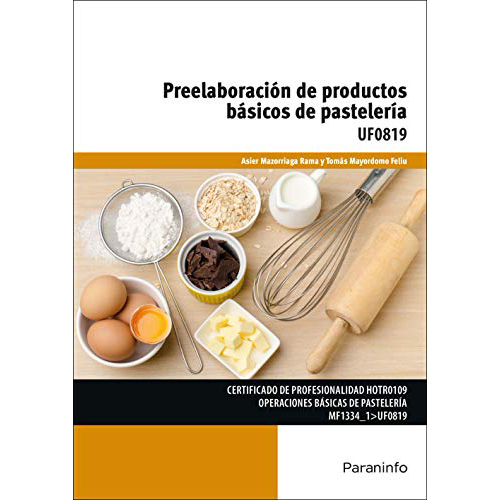 Preelaboración de productos
básicos de pastelería
UF0819
Asier Mazorriaga Rama y Tomás Mayordomo Feliu
CERTIFICADO DE PROFESIONALIDAD HOTR0109
OPERACIONES BÁSICAS DE PASTELERÍA
MF1334_1>UF0819
Paraninfo